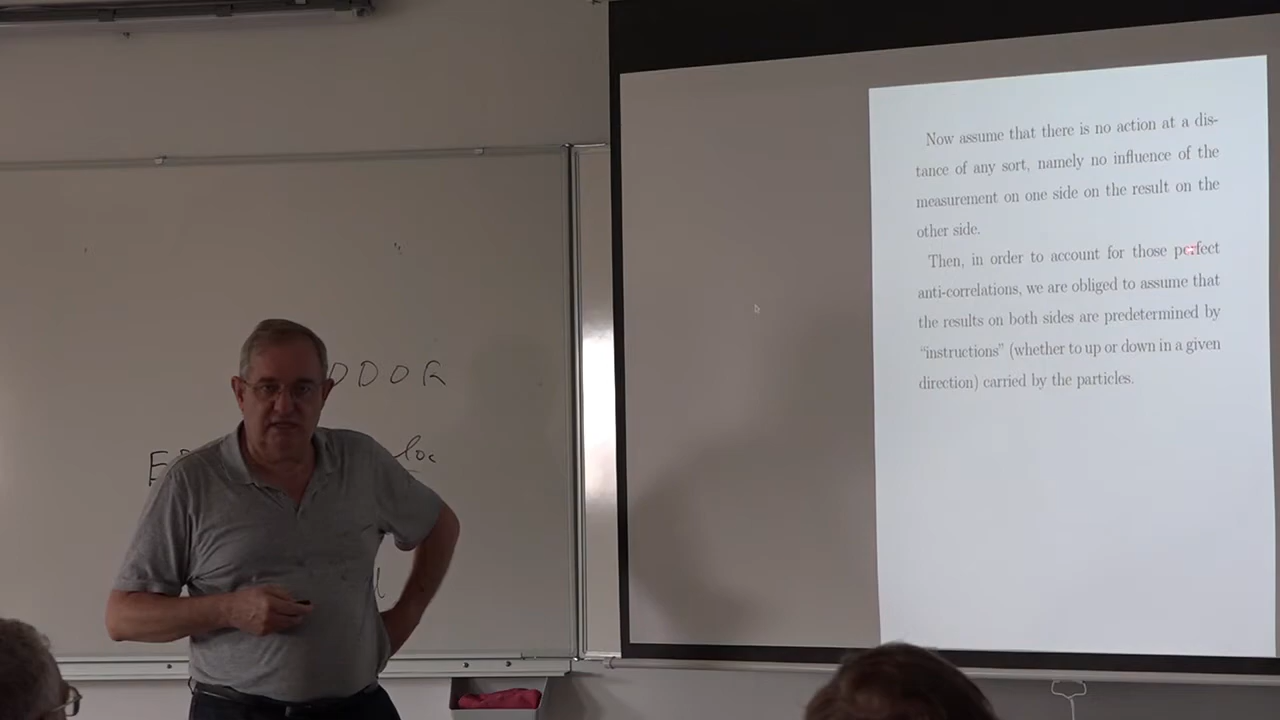 Now assume that there is no action at a dis-
tance of any sort, namely no influence of the
measurement on one side on the result on the
other side.
Then, in order to account for those perfect
anti-correlations, we are obliged to assume that
the results on both sides are predetermined by
“instructions” (whether to up or down in a given
direction) carried by the particles.
loc